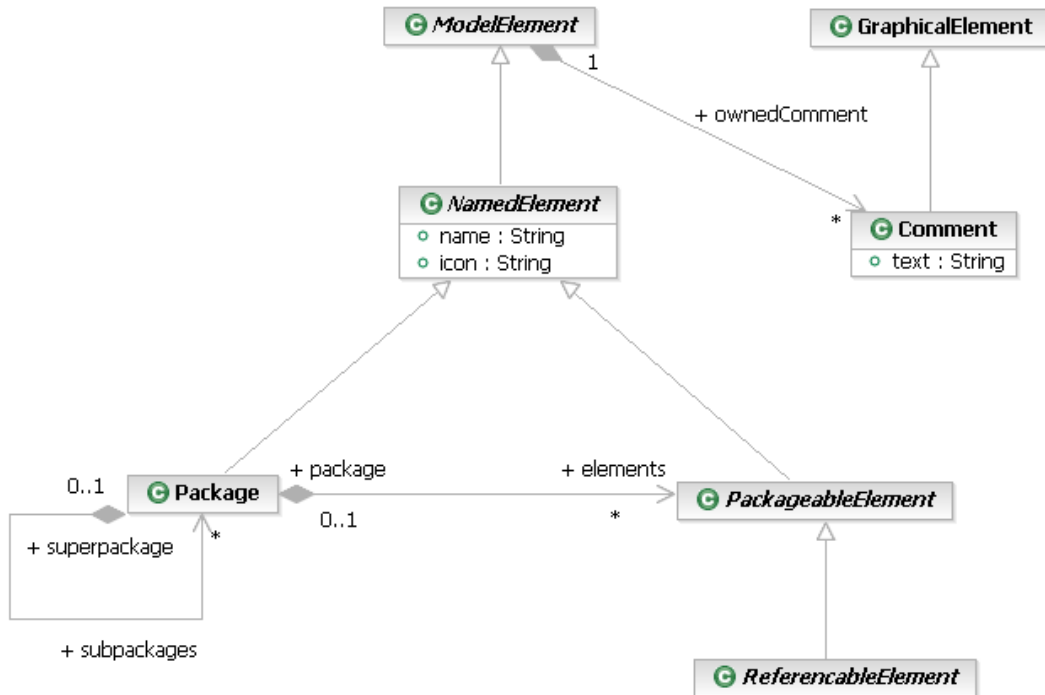 ModelElement
GraphicalElement
1
+ ownedComment
NamedElement
name : String
icon : String
*
Comment
text : String
0..1
Package
+ package
+ elements
PackageableElement
0..1
*
*
+ superpackage
+ subpackages
ReferencableElement